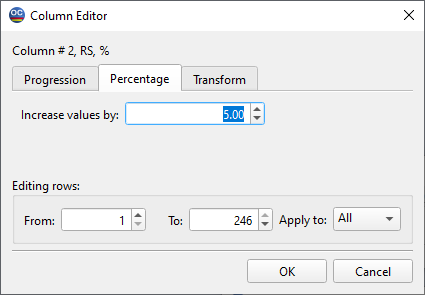 OC Column Editor
Column # 2, RS, %
Progression Percentage Transform
Increase values by: 5.00
Editing rows:
From: 1 To: 246 Apply to: All
OK Cancel